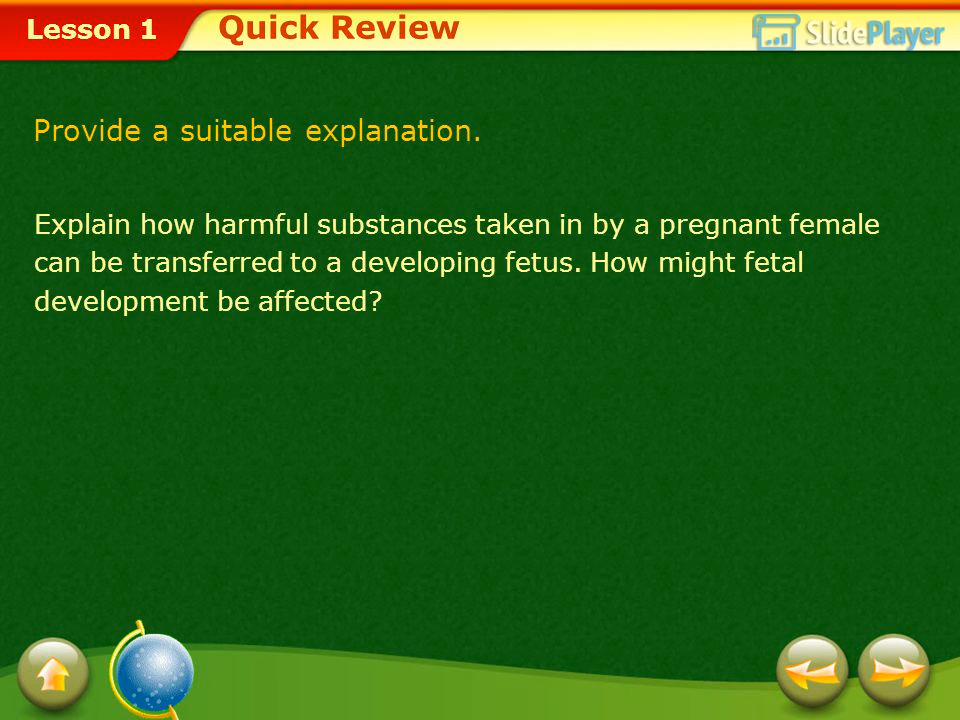 Lesson 1
Quick Review
SlidePlayer
Provide a suitable explanation.
Explain how harmful substances taken in by a pregnant female
can be transferred to a developing fetus. How might fetal
development be affected?